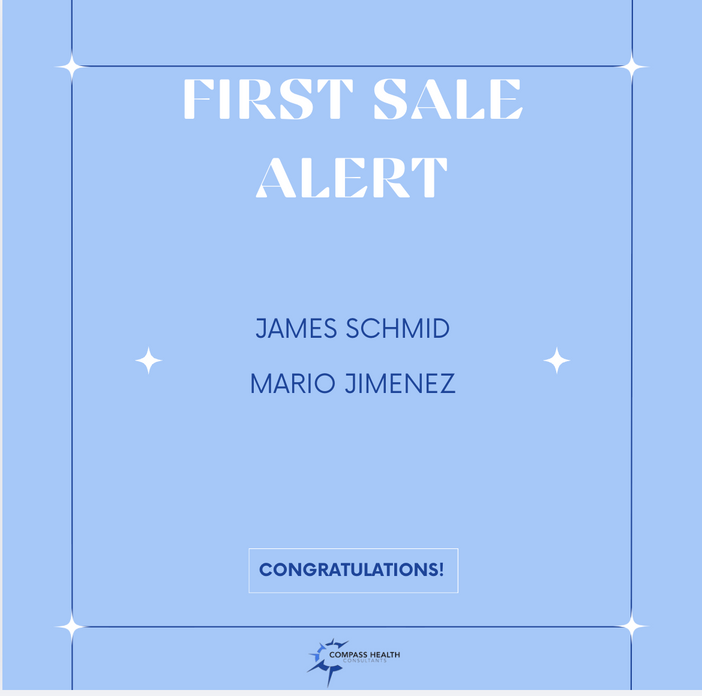 FIRST SALE
ALERT
JAMES SCHMID
MARIO JIMENEZ
CONGRATULATIONS!
COMPASS HEALTH
CONSULTANTS